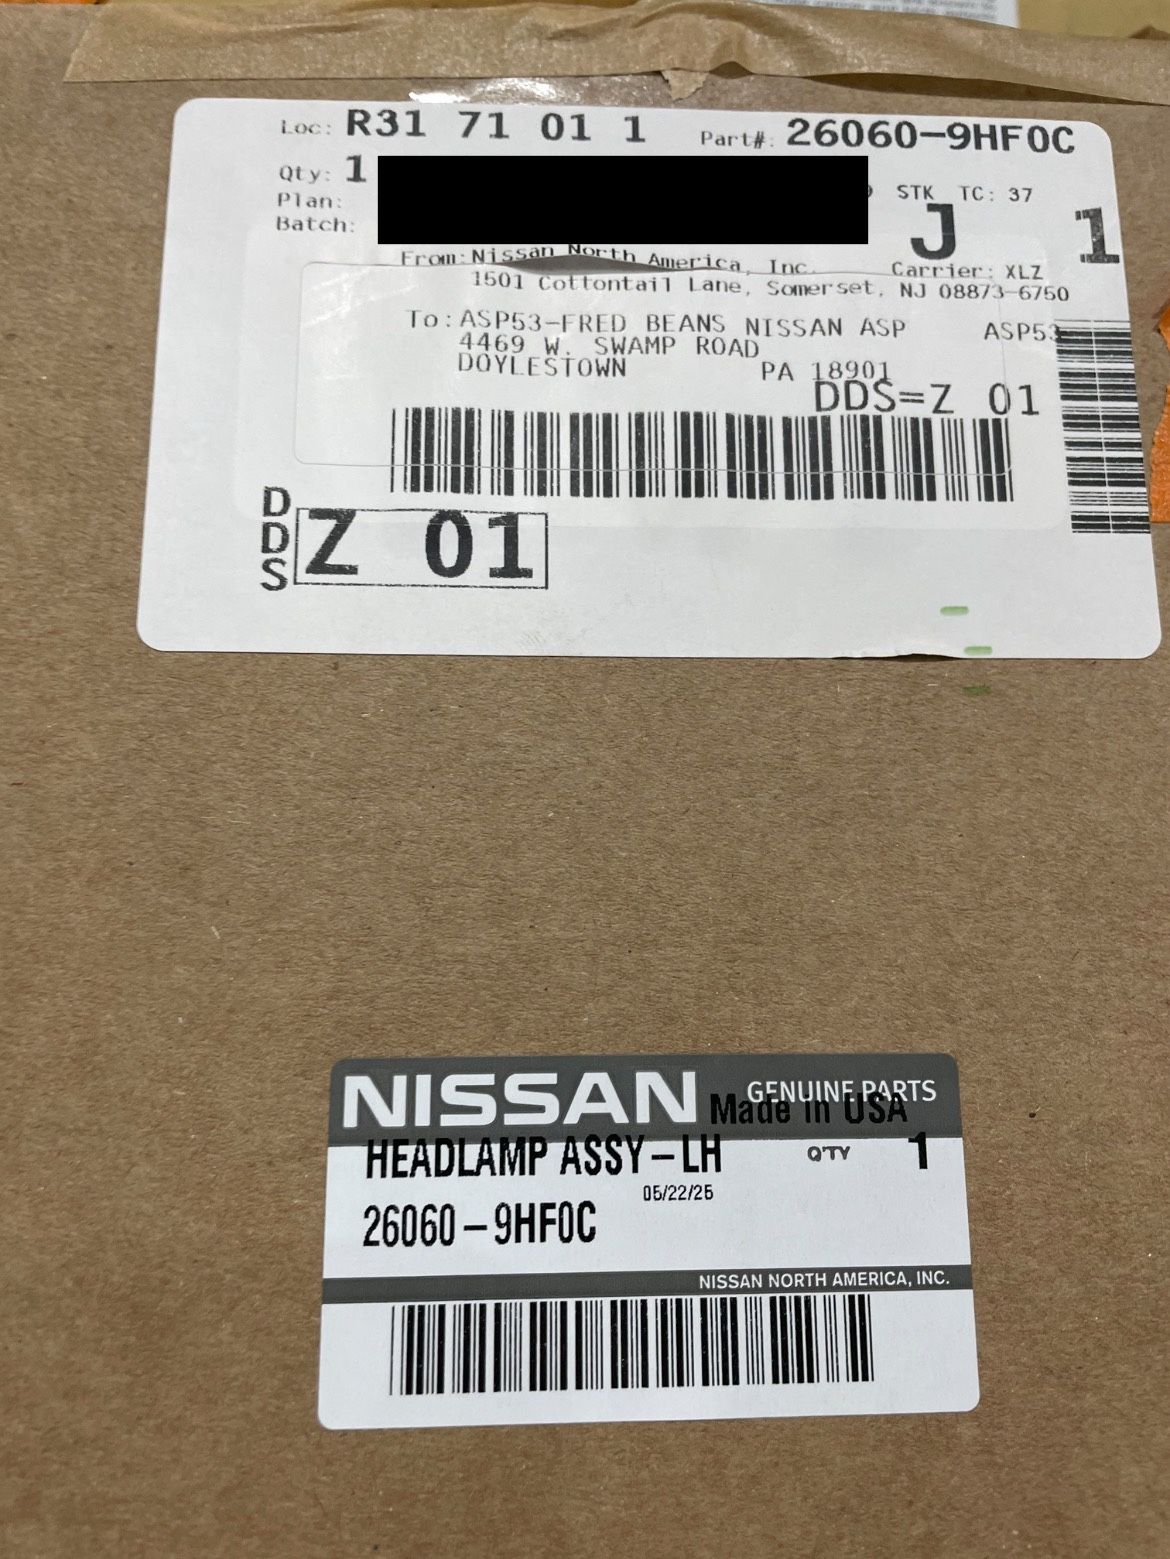 Loc: R31 71 01 1 Part#: 26060-9HF0C
Qty: 1
STK TC: 37
Plan:
Batch:
J 1
From: Nissan North America, Inc. Carrier: XLZ
1501 Cottontail Lane, Somerset, NJ 08873-6750
To: ASP53-FRED BEANS NISSAN ASP ASP53
4469 W. SWAMP ROAD
DOYLESTOWN PA 18901
DDS=Z 01
DDS Z 01
NISSAN GENUINE PARTS
Made in USA
HEADLAMP ASSY-LH Q'TY 1
05/22/25
26060-9HF0C
NISSAN NORTH AMERICA, INC.